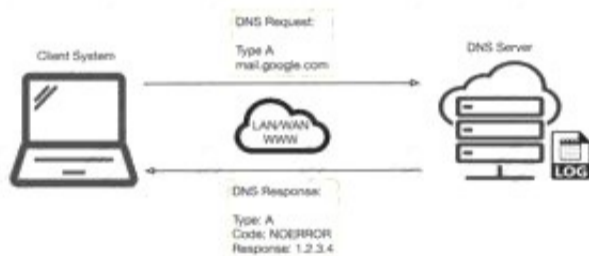 DNS Request:
Type A
mail.google.com
Client System
DNS Server
LAN/WAN
WWW
LOG
DNS Response:
Type: A
Code: NOERROR
Response: 1.2.3.4